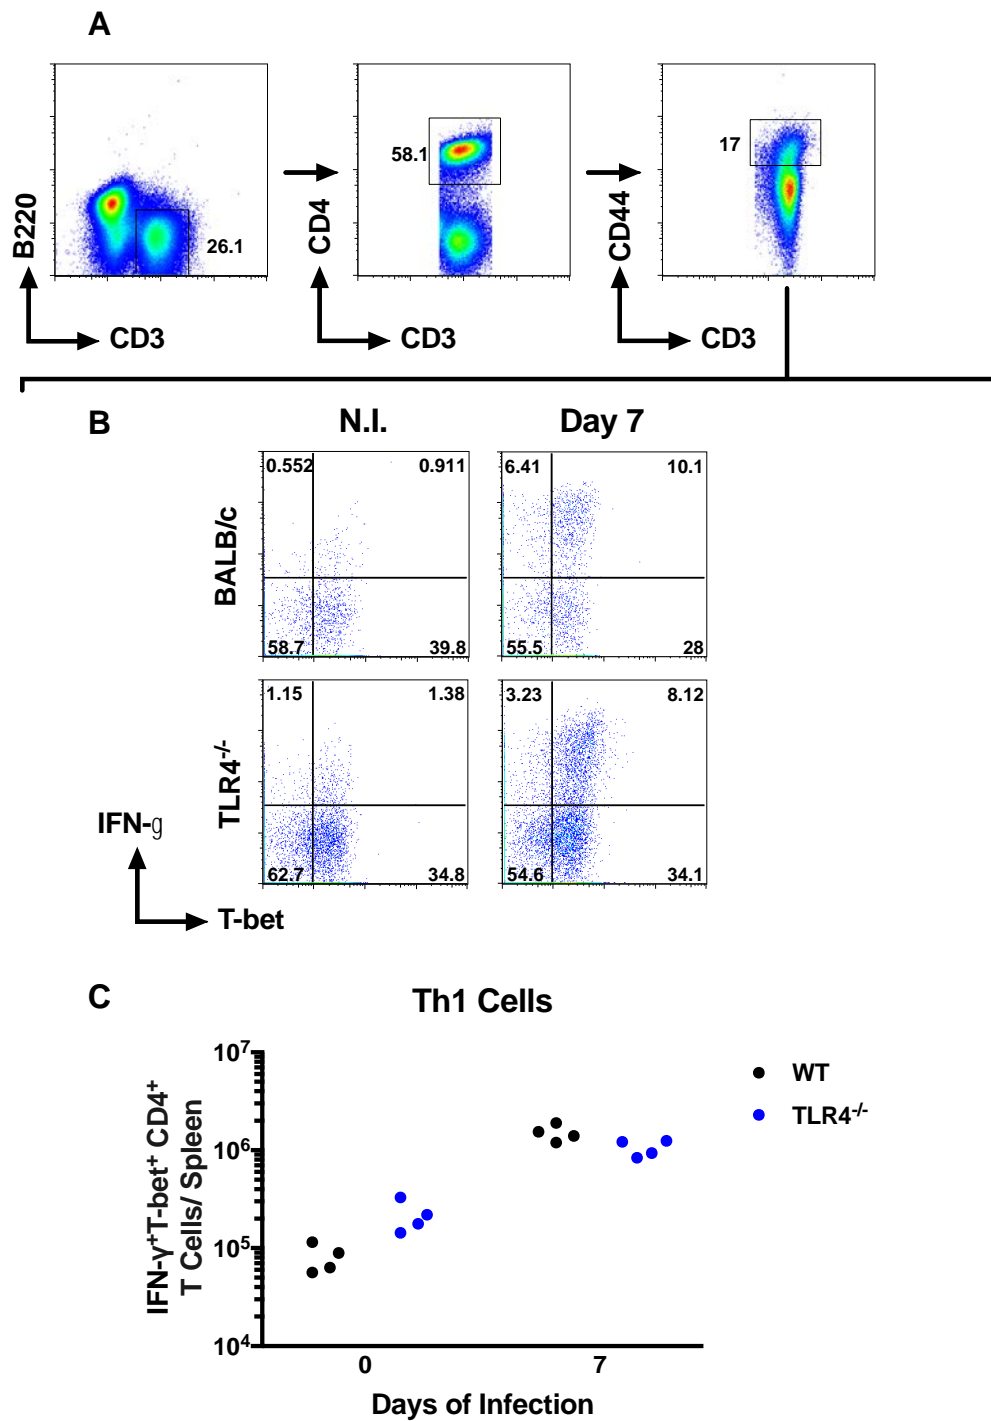 A
B220
26.1
CD3
58.1
CD4
CD3
17
CD44
CD3
B
N.I.
Day 7
BALB/c
0.552
0.911
58.7
39.8
6.41
10.1
55.5
28
TLR4-/-
1.15
1.38
62.7
34.8
3.23
8.12
54.6
34.1
IFN-g
T-bet
C
Th1 Cells
IFN-γ+T-bet+ CD4+
T Cells/ Spleen
10^7
10^6
10^5
10^4
0
7
Days of Infection
WT
TLR4-/-